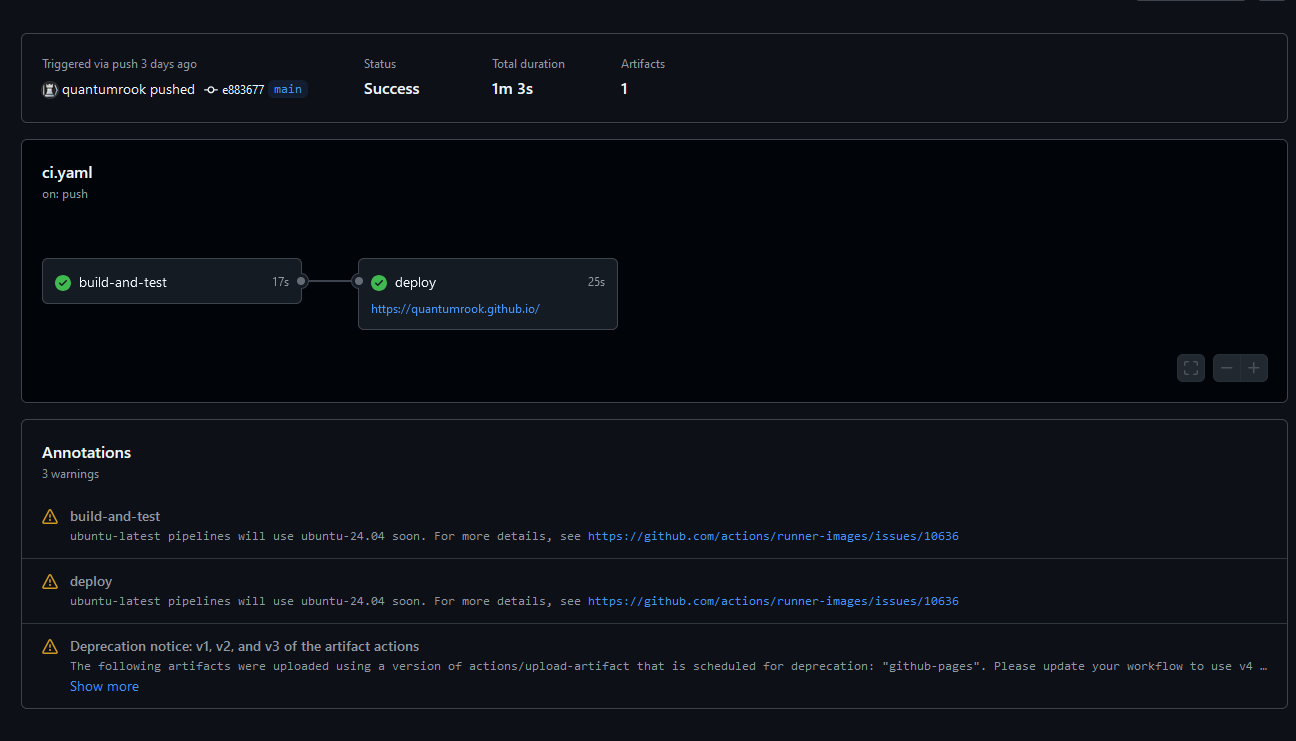 Triggered via push 3 days ago
Status
Total duration
Artifacts
quantumrook pushed e883677 main
Success
1m 3s
1
ci.yaml
on: push
build-and-test 17s
deploy 25s
https://quantumrook.github.io/
Annotations
3 warnings
build-and-test
ubuntu-latest pipelines will use ubuntu-24.04 soon. For more details, see https://github.com/actions/runner-images/issues/10636
deploy
ubuntu-latest pipelines will use ubuntu-24.04 soon. For more details, see https://github.com/actions/runner-images/issues/10636
Deprecation notice: v1, v2, and v3 of the artifact actions
The following artifacts were uploaded using a version of actions/upload-artifact that is scheduled for deprecation: "github-pages". Please update your workflow to use v4 …
Show more